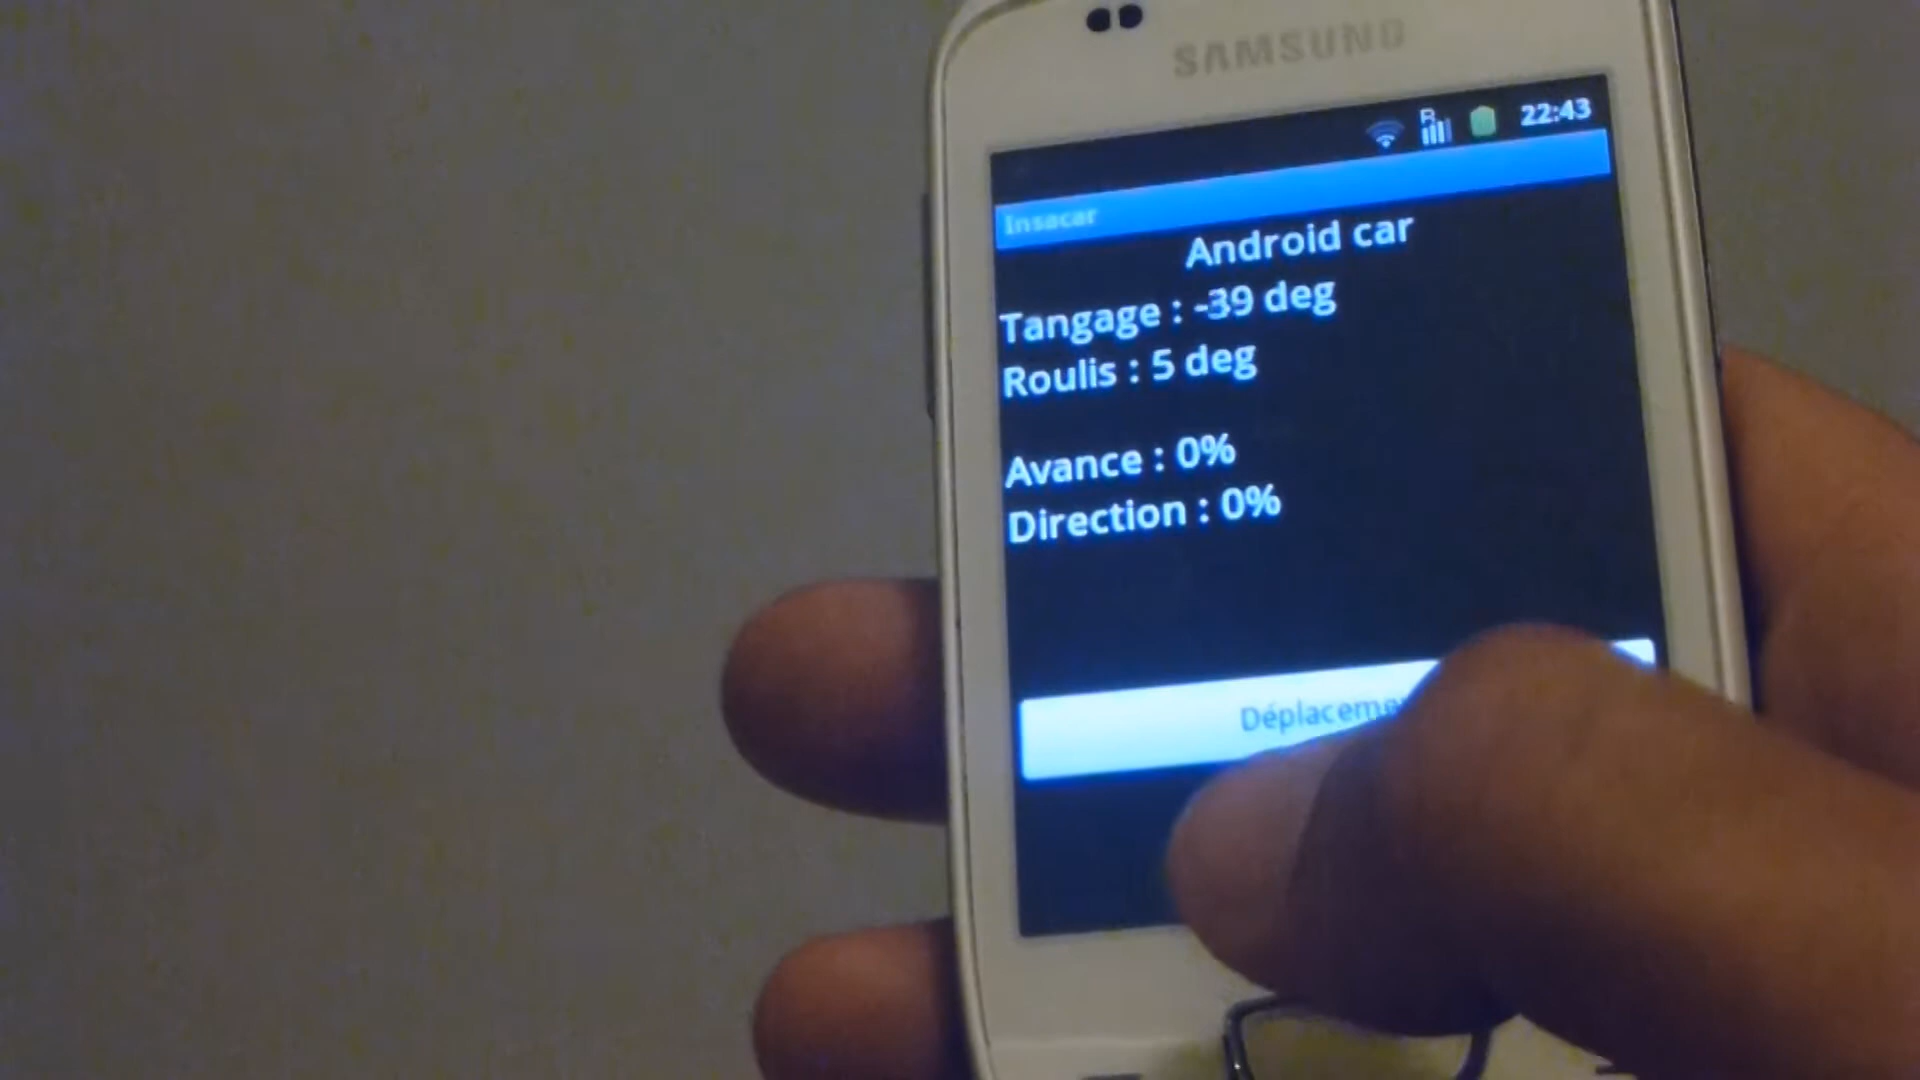 SAMSUNG
R
22:43
Insacar
Android car
Tangage : -39 deg
Roulis : 5 deg
Avance : 0%
Direction : 0%